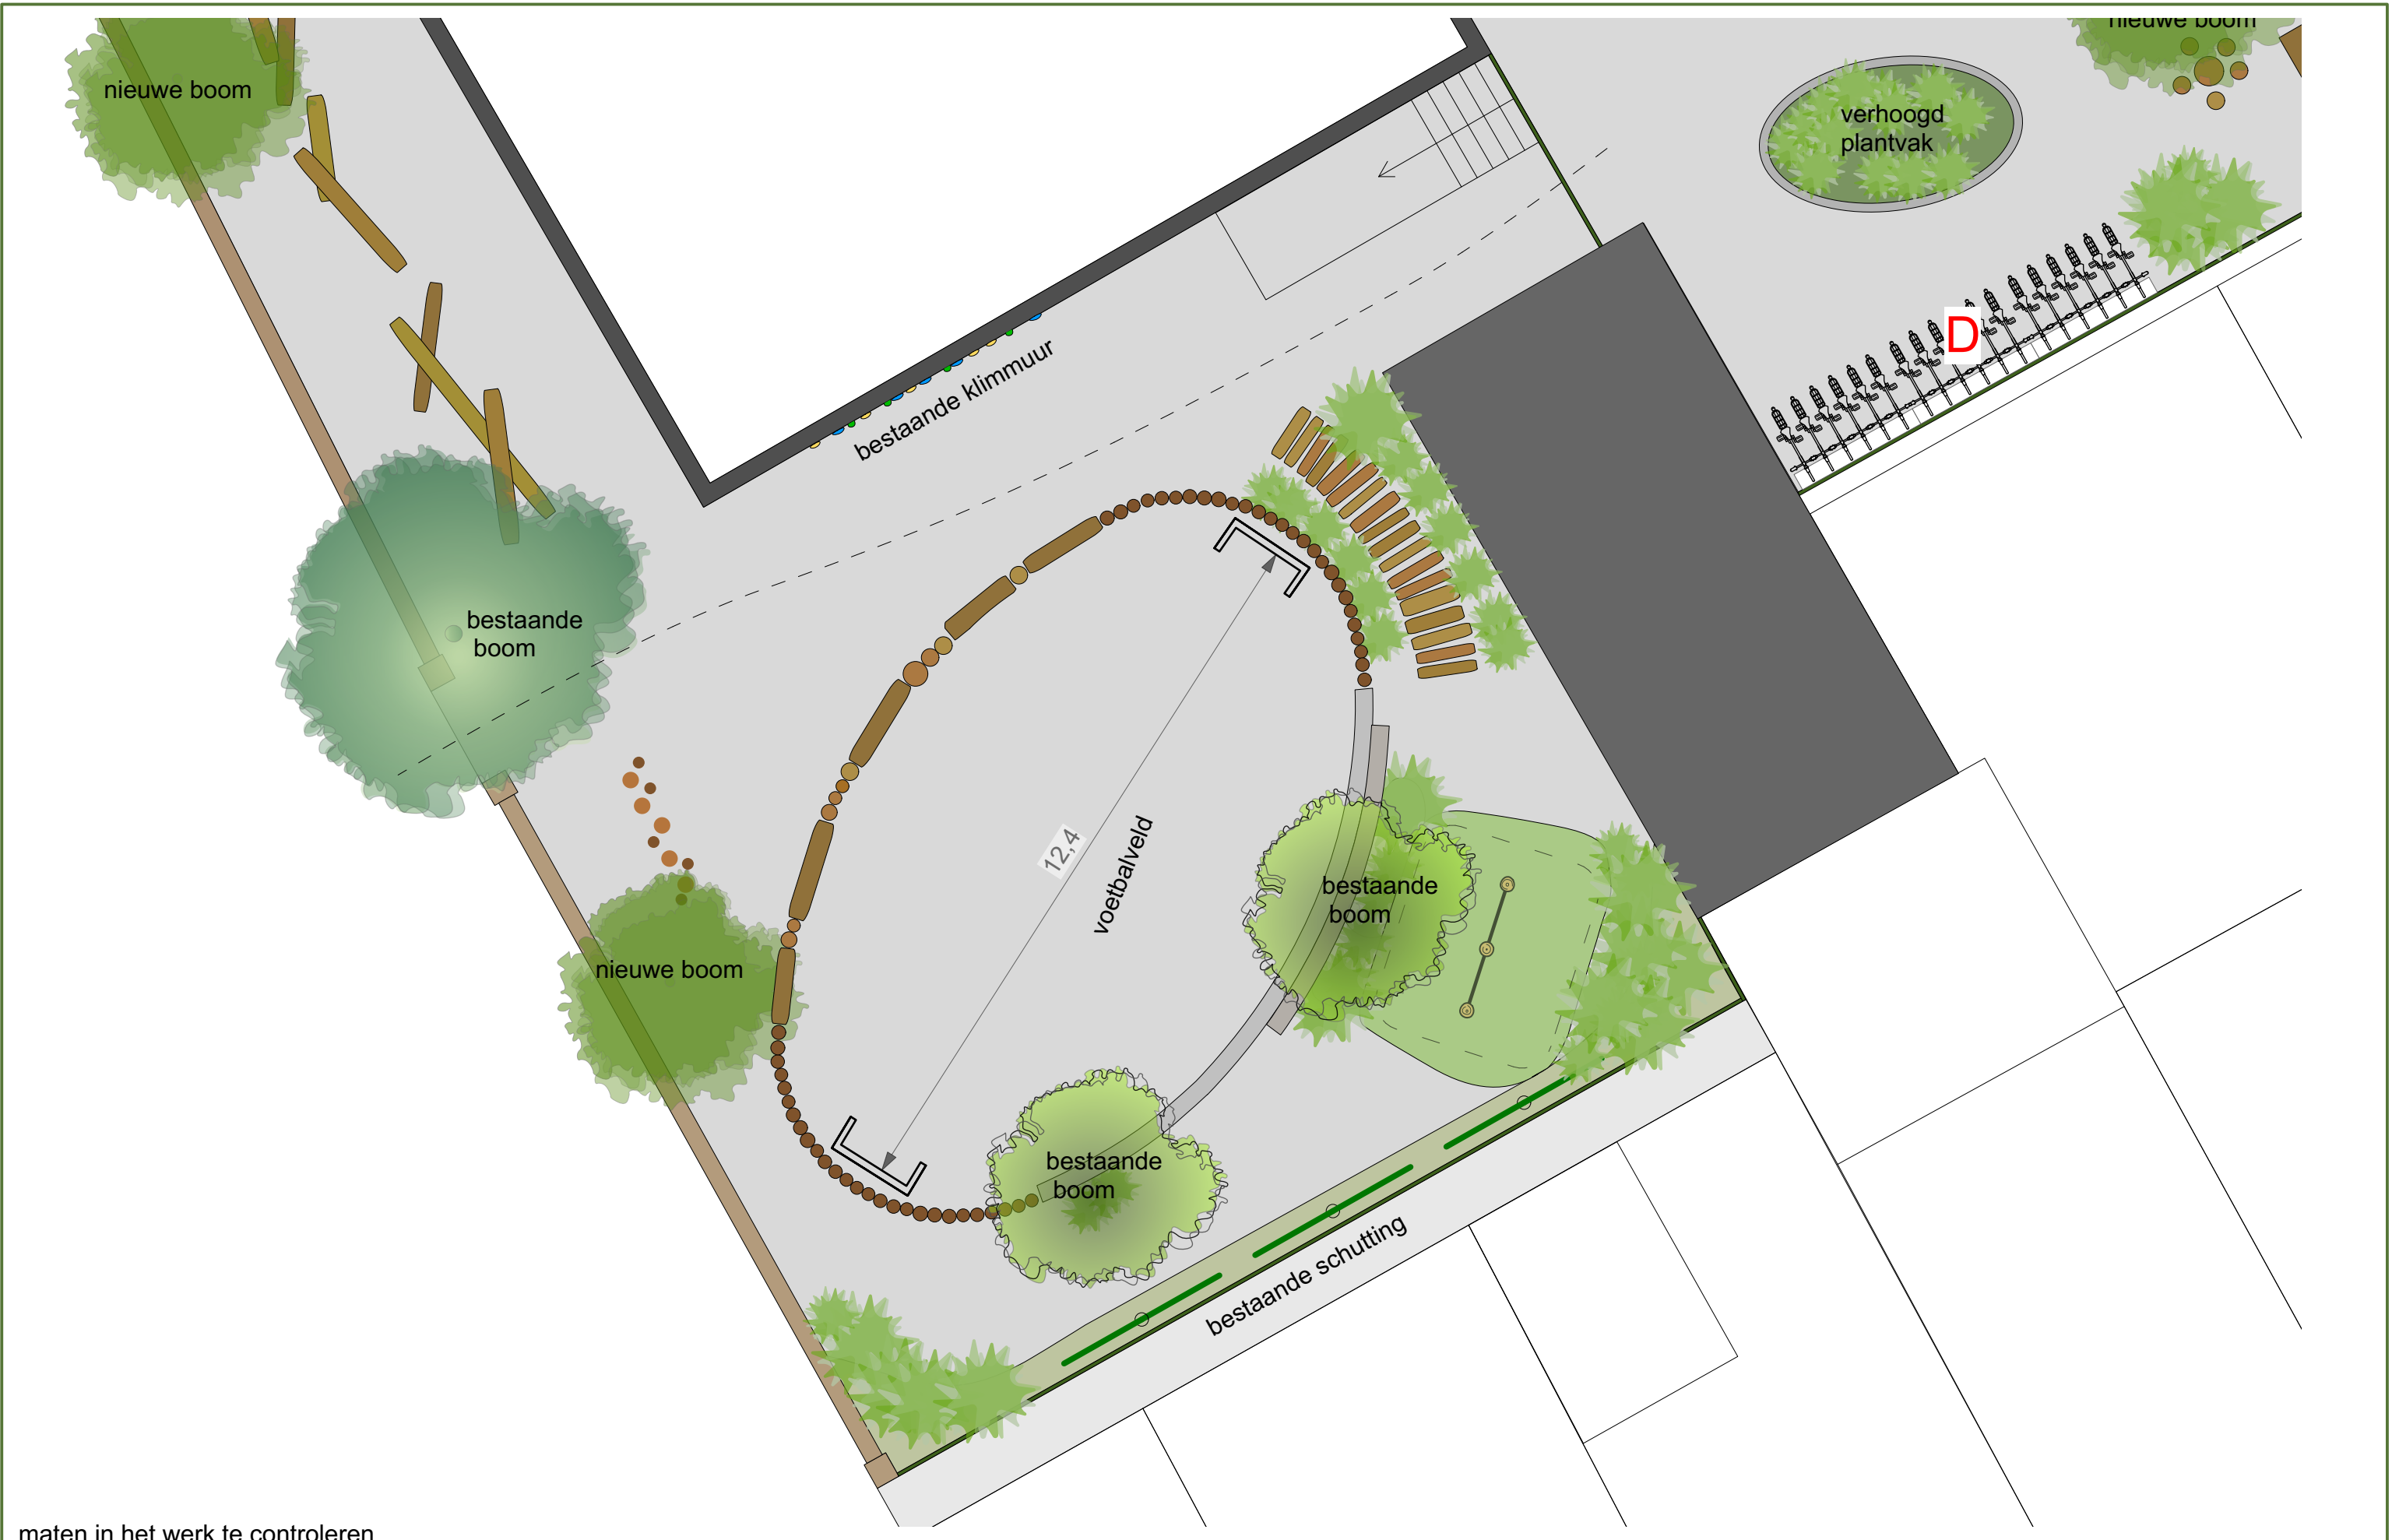 nieuwe boom
nieuwe boom
verhoogd
plantvak
D
bestaande klimmuur
bestaande
boom
12,4
voetbalveld
bestaande
boom
nieuwe boom
bestaande
boom
bestaande schutting
maten in het werk te controleren